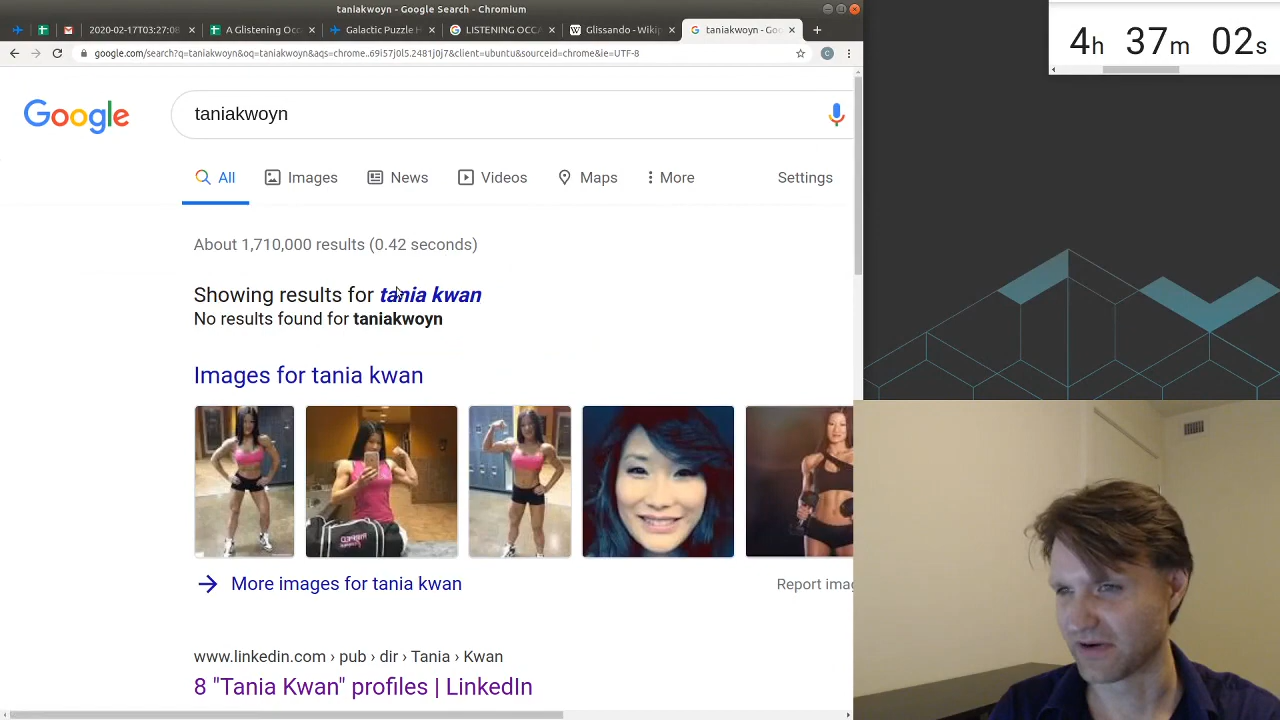 taniakwoyn - Google Search - Chromium
2020-02-17T03:27:08
A Glistening Occ
Galactic Puzzle H
LISTENING OCCA
Glissando - Wikip
taniakwoyn - Goo
google.com/search?q=taniakwoyn&oq=taniakwoyn&aqs=chrome..69i57j0l5.2481j0j7&client=ubuntu&sourceid=chrome&ie=UTF-8
4h 37m 02s
Google
taniakwoyn
All Images News Videos Maps More Settings
About 1,710,000 results (0.42 seconds)
Showing results for tania kwan
No results found for taniakwoyn
Images for tania kwan
More images for tania kwan
Report imag
www.linkedin.com › pub › dir › Tania › Kwan
8 "Tania Kwan" profiles | LinkedIn